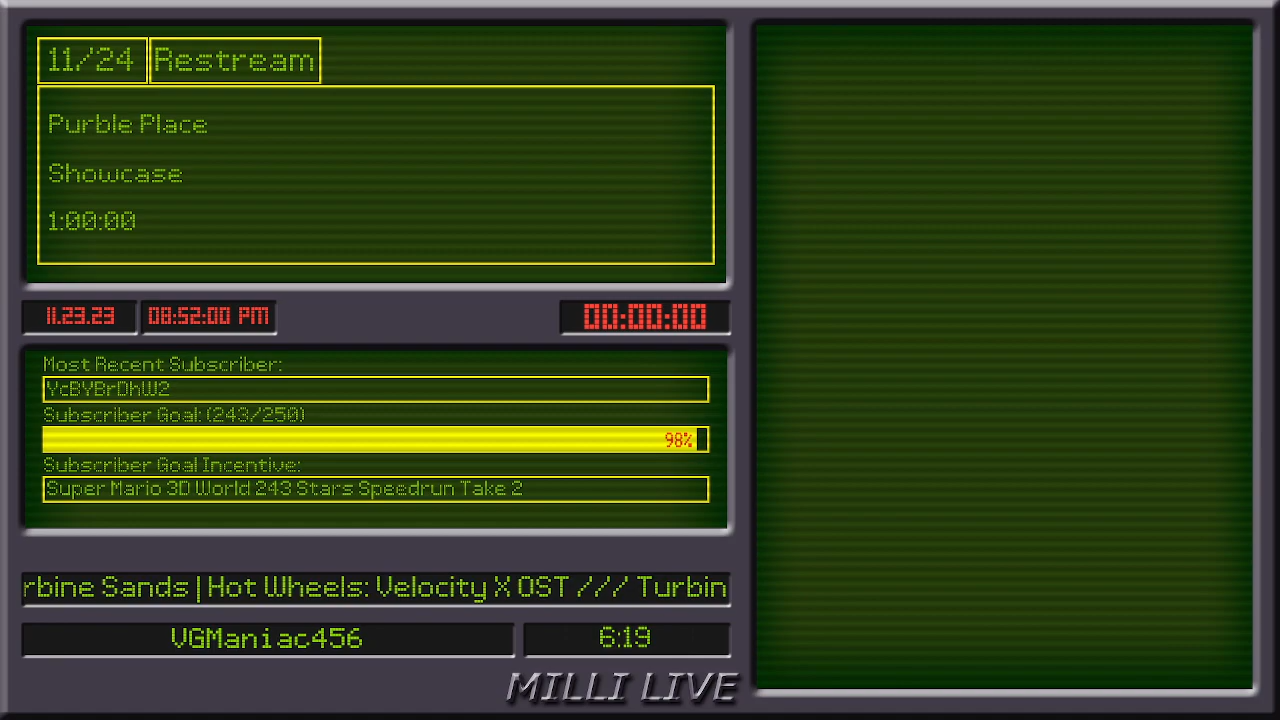 11/24 Restream
Purble Place
Showcase
1:00:00
11.23.23 08:52:00 PM 00:00:00
Most Recent Subscriber:
YcBYBrDhW2
Subscriber Goal: (243/250)
98%
Subscriber Goal Incentive:
Super Mario 3D World 243 Stars Speedrun Take 2
rbine Sands | Hot Wheels: Velocity X OST /// Turbin
VGManiac456 6:19
MILLI LIVE